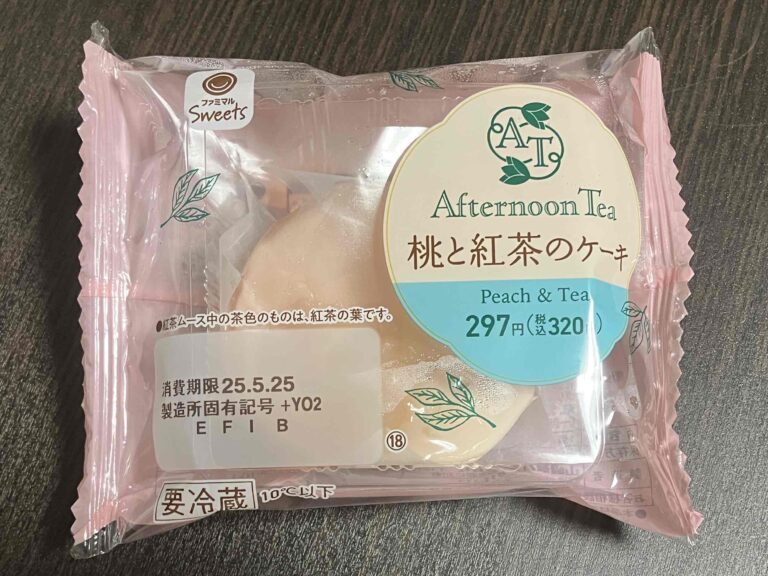 ファミマル
Sweets
AT
Afternoon Tea
桃と紅茶のケーキ
Peach & Tea
297円(税込320
●紅茶ムース中の茶色のものは、紅茶の葉です。
消費期限25.5.25
製造所固有記号 +YO2
E F I B
⑱
要冷蔵 10℃以下